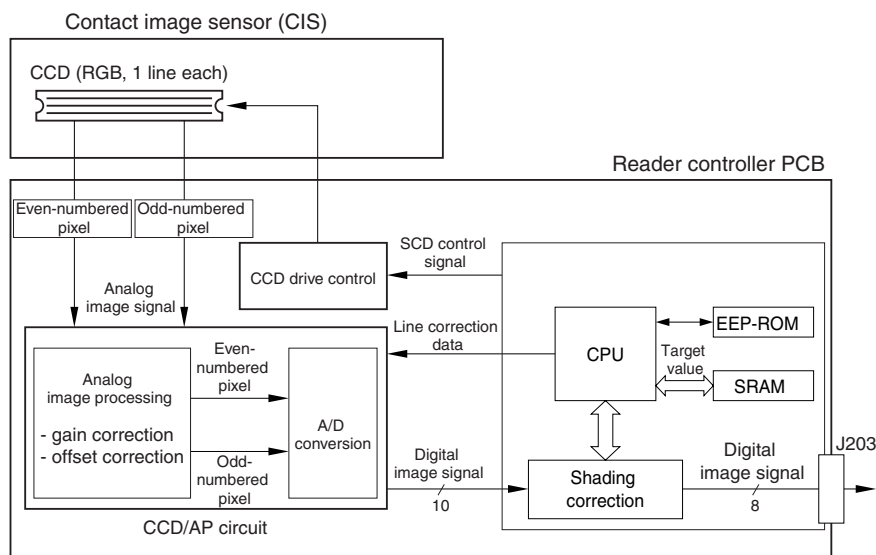 Contact image sensor (CIS)
CCD (RGB, 1 line each)
Reader controller PCB
Even-numbered
pixel
Odd-numbered
pixel
Analog
image signal
CCD drive control
SCD control
signal
Line correction
data
CPU
EEP-ROM
Target
value
SRAM
Analog
image processing
- gain correction
- offset correction
Even-
numbered
pixel
Odd-
numbered
pixel
A/D
conversion
CCD/AP circuit
Digital
image signal
10
Shading
correction
Digital
image signal
8
J203